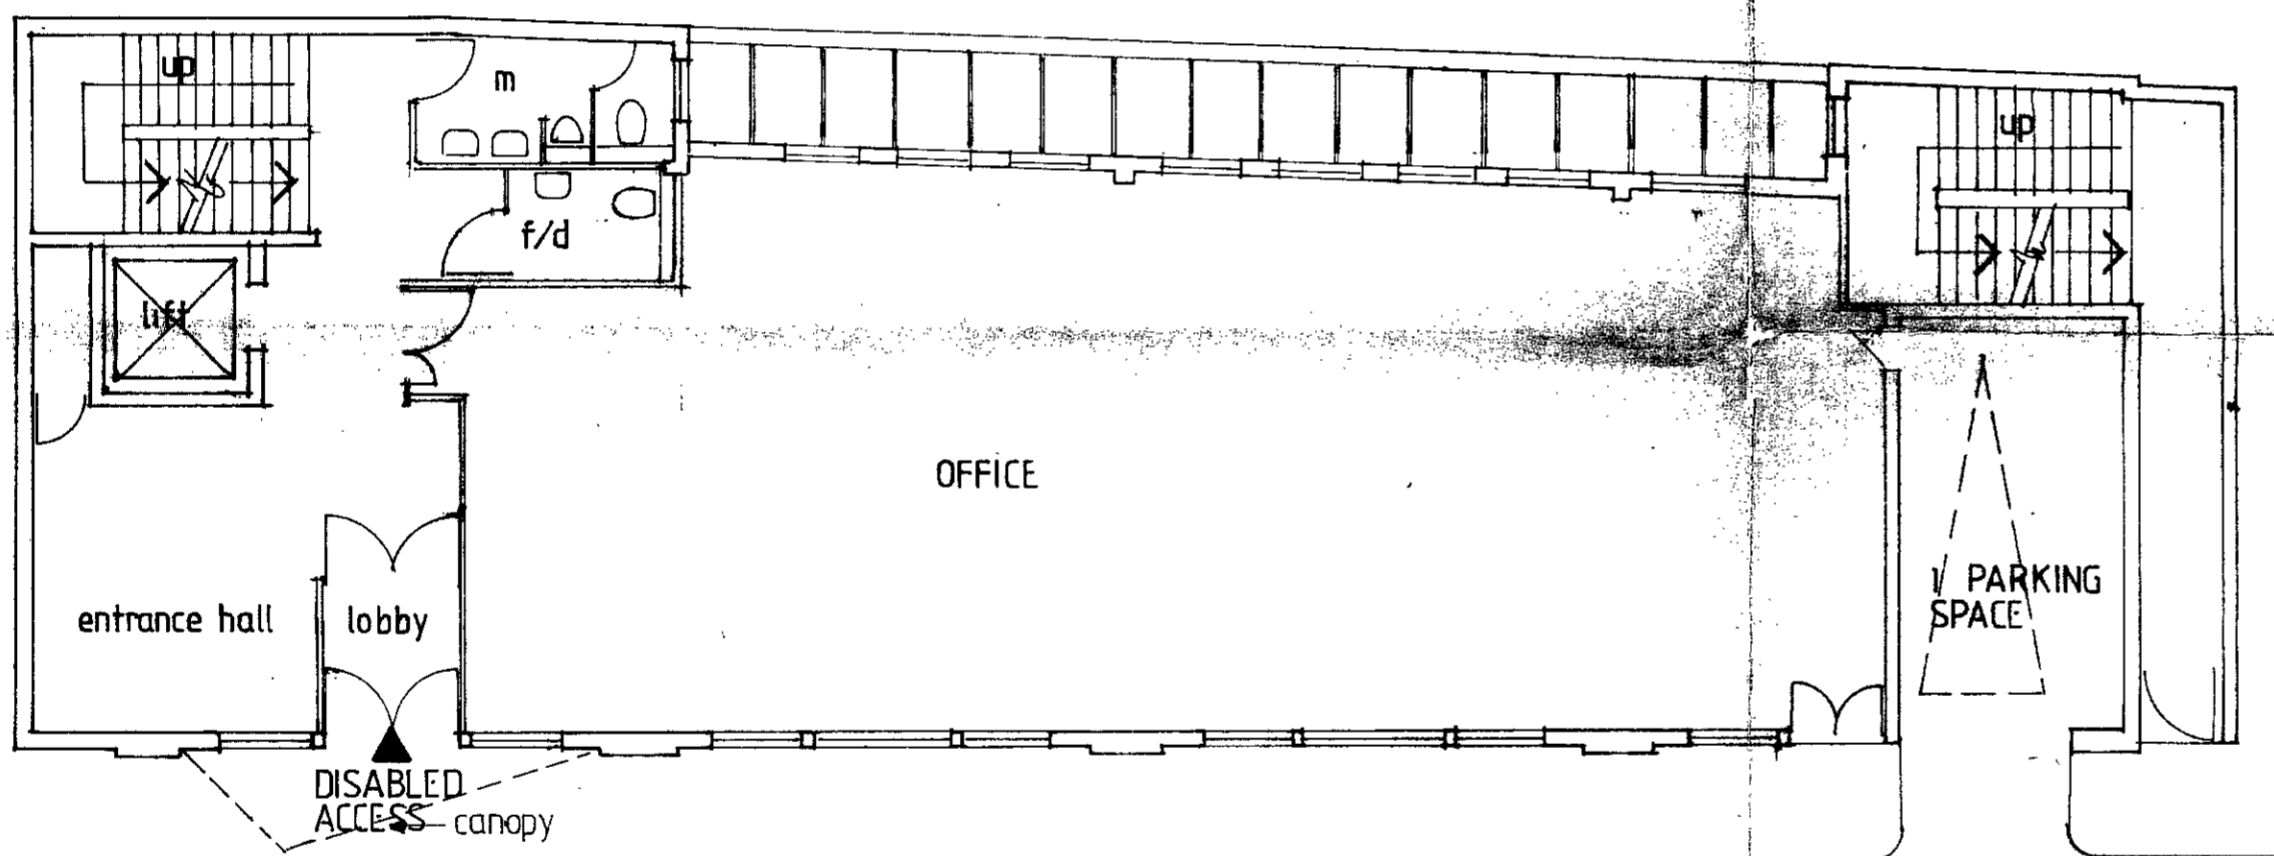 up
m
up
f/d
lift
OFFICE
1 PARKING
SPACE
entrance hall
lobby
DISABLED
ACCESS
canopy